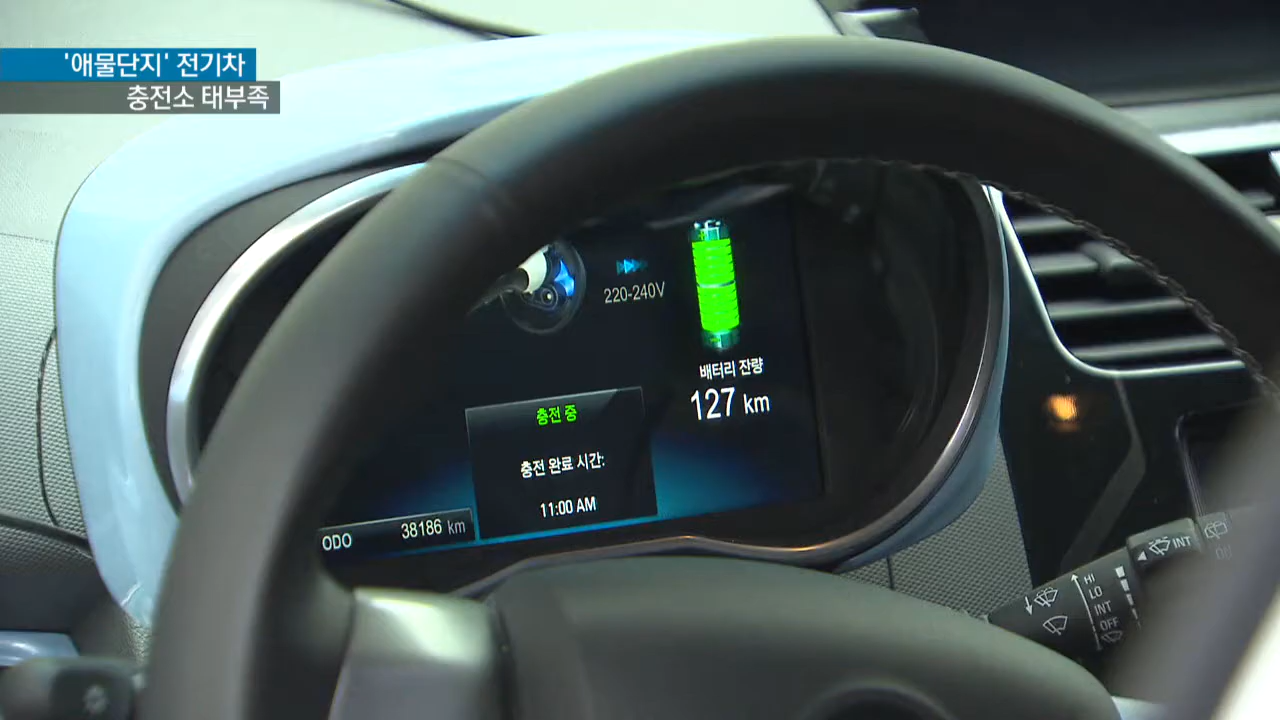 '애물단지' 전기차
충전소 태부족
220-240V
배터리 잔량
127 km
충전 중
충전 완료 시간:
11:00 AM
ODO 38186 km
INT
HI
LO
INT
OFF